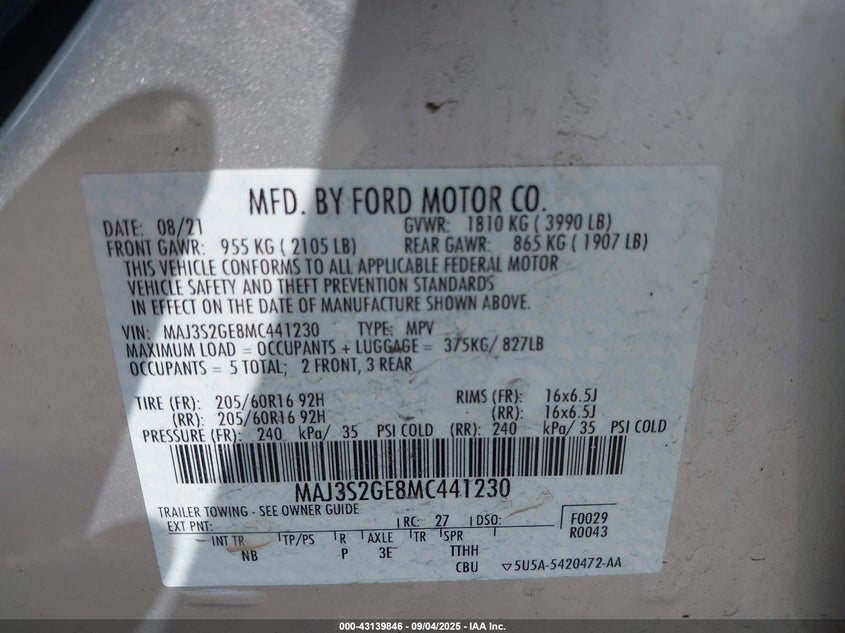 MFD. BY FORD MOTOR CO.
DATE: 08/21 GVWR: 1810 KG ( 3990 LB)
FRONT GAWR: 955 KG ( 2105 LB) REAR GAWR: 865 KG ( 1907 LB)
THIS VEHICLE CONFORMS TO ALL APPLICABLE FEDERAL MOTOR
VEHICLE SAFETY AND THEFT PREVENTION STANDARDS
IN EFFECT ON THE DATE OF MANUFACTURE SHOWN ABOVE.
VIN: MAJ3S2GE8MC441230 TYPE: MPV
MAXIMUM LOAD = OCCUPANTS + LUGGAGE = 375KG/ 827LB
OCCUPANTS = 5 TOTAL; 2 FRONT, 3 REAR
TIRE (FR): 205/60R16 92H RIMS (FR): 16x6.5J
(RR): 205/60R16 92H (RR): 16x6.5J
PRESSURE (FR): 240 kPa/ 35 PSI COLD (RR): 240 kPa/ 35 PSI COLD
MAJ3S2GE8MC441230
TRAILER TOWING - SEE OWNER GUIDE
EXT PNT: RC: 27 DSO: F0029
R0043
INT TR TP/PS R AXLE TR SPR
NB P 3E TTHH
CBU ▽5U5A-5420472-AA
000-43139846 - 09/04/2025 - IAA Inc.